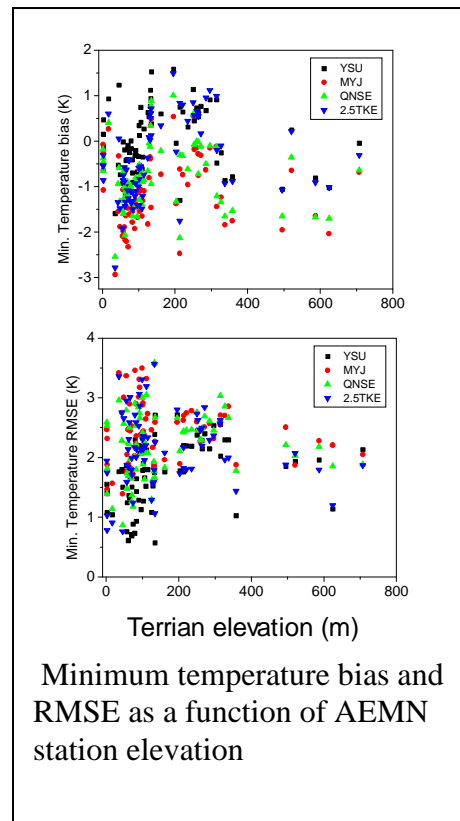 2
1
0
-1
-2
-3
0 200 400 600 800
Min. Temperature bias (K)
YSU
MYJ
QNSE
2.5TKE
4
3
2
1
0
0 200 400 600 800
Min. Temperature RMSE (K)
YSU
MYJ
QNSE
2.5TKE
Terrian elevation (m)
Minimum temperature bias and
RMSE as a function of AEMN
station elevation